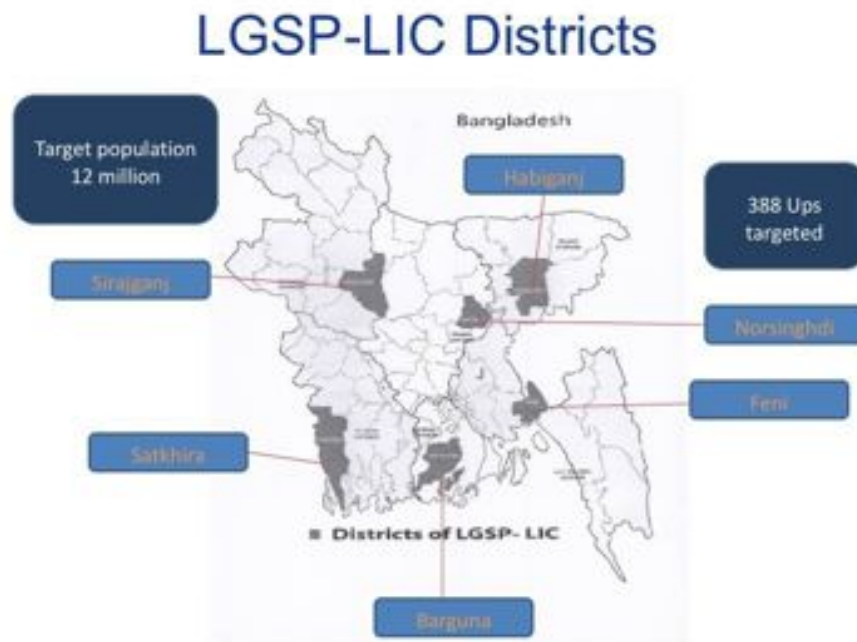 LGSP-LIC Districts
Target population
12 million
Bangladesh
Habiganj
388 Ups
targeted
Sirajganj
Norsinghdi
Feni
Satkhira
Districts of LGSP- LIC
Barguna